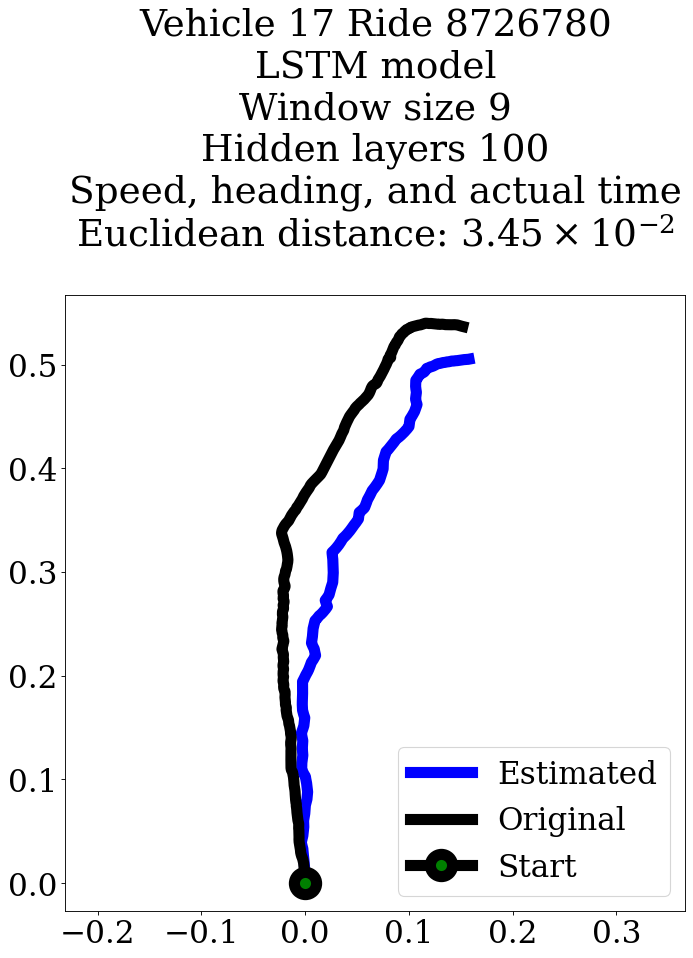 Vehicle 17 Ride 8726780
LSTM model
Window size 9
Hidden layers 100
Speed, heading, and actual time
Euclidean distance: 3.45 × 10⁻²
0.5
0.4
0.3
0.2
0.1
0.0
Estimated
Original
Start
−0.2 −0.1 0.0 0.1 0.2 0.3